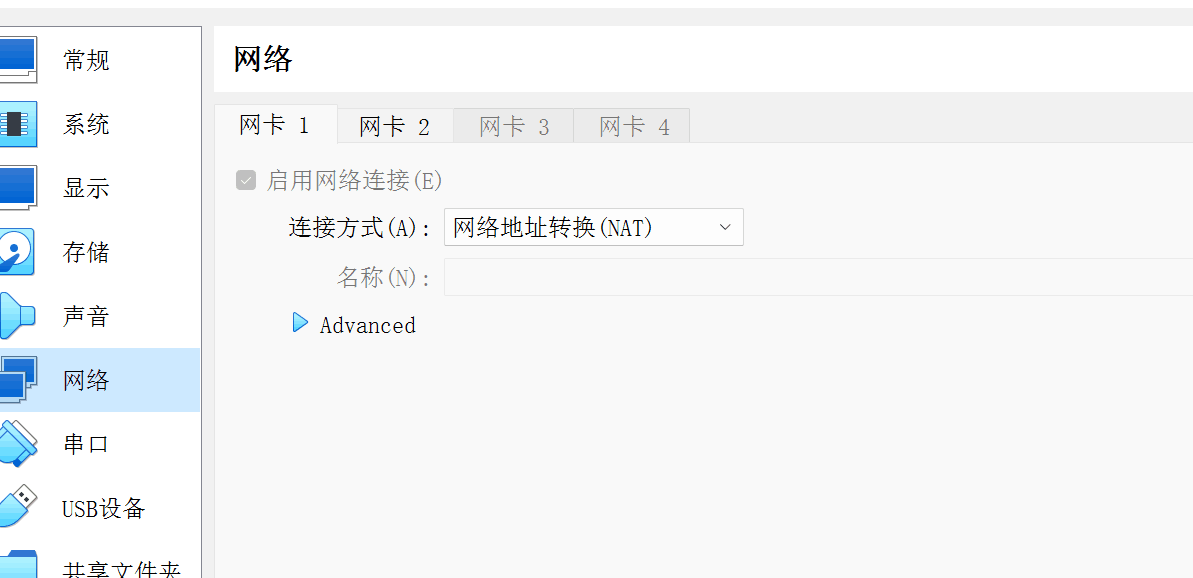 常规
系统
显示
存储
声音
网络
串口
USB设备
共享文件夹
网络
网卡 1
网卡 2
网卡 3
网卡 4
启用网络连接(E)
连接方式(A): 网络地址转换(NAT)
名称(N):
Advanced